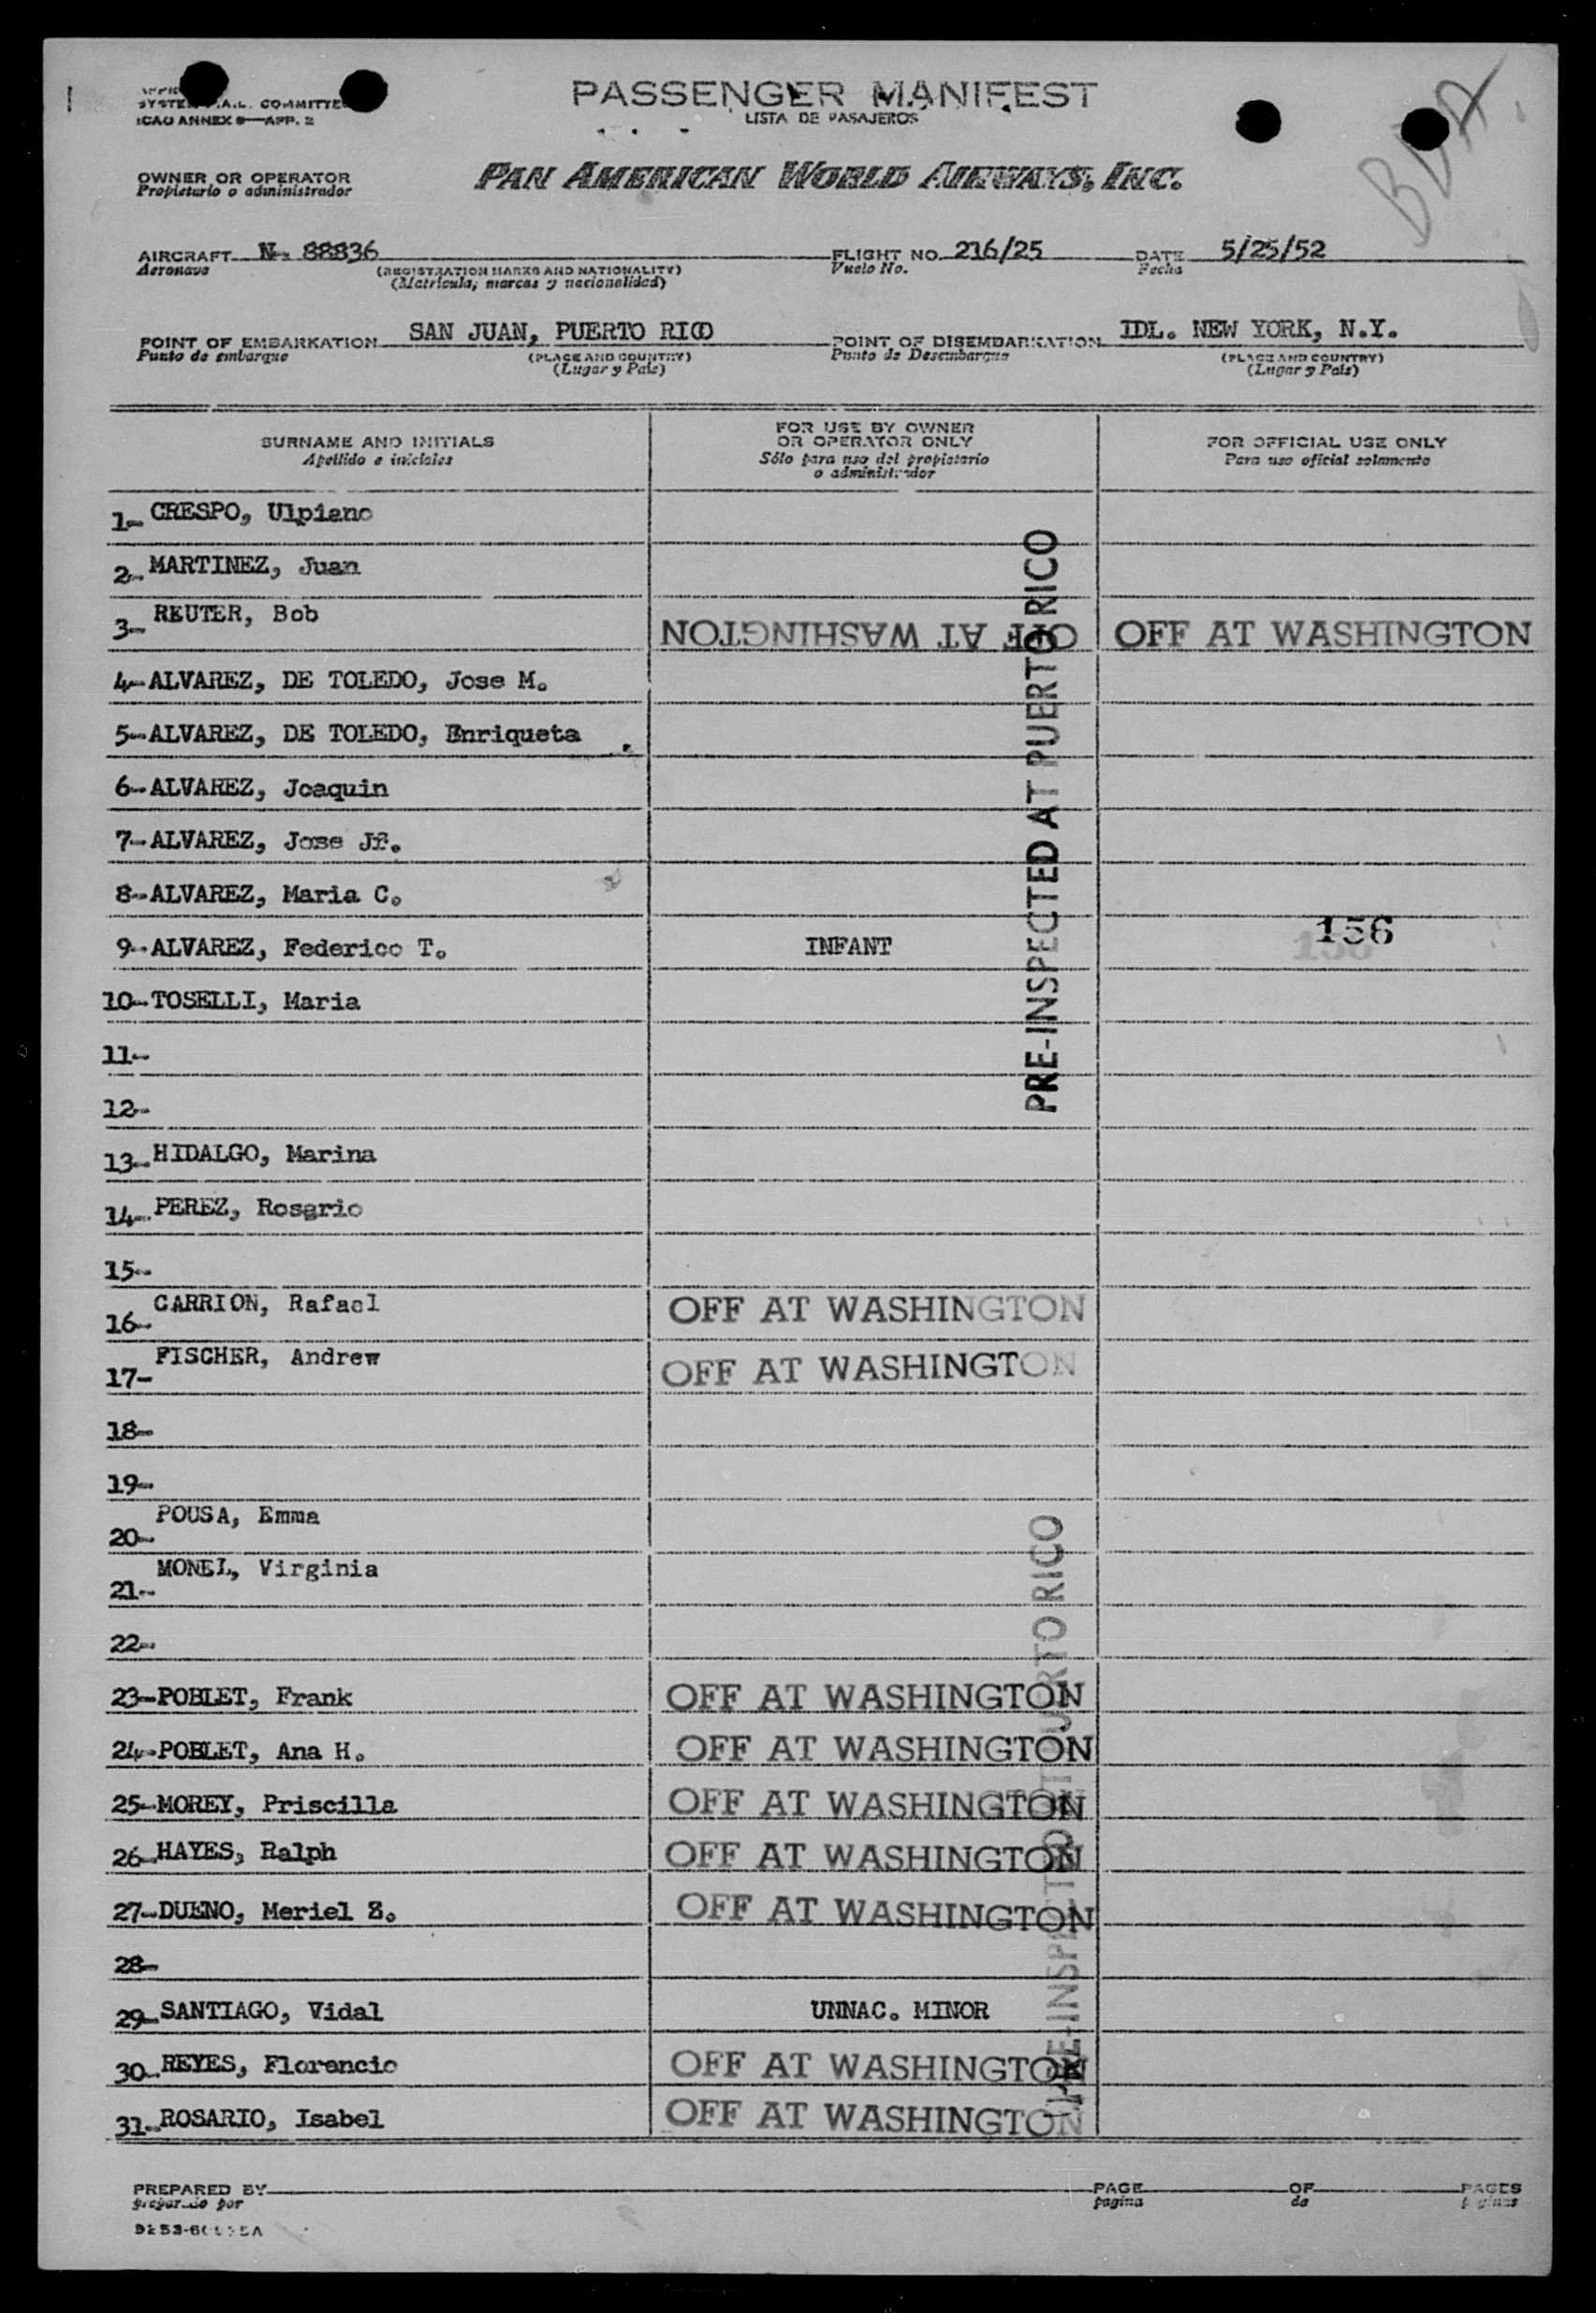 SYSTEM F.A.L. COMMITTEE
ICAO ANNEX 9—APP. 2
PASSENGER MANIFEST
LISTA DE PASAJEROS
BDA
OWNER OR OPERATOR
Propietario o administrador
PAN AMERICAN WORLD AIRWAYS, INC.
AIRCRAFT N- 88836 FLIGHT NO. 216/25 DATE 5/25/52
Aeronave (REGISTRATION MARKS AND NATIONALITY) Vuelo No. Fecha
(Matrícula, marcas y nacionalidad)
POINT OF EMBARKATION SAN JUAN, PUERTO RICO POINT OF DISEMBARKATION IDL. NEW YORK, N.Y.
Punto de embarque (PLACE AND COUNTRY) Punto de Desembarque (PLACE AND COUNTRY)
(Lugar y País) (Lugar y País)
SURNAME AND INITIALS
Apellido e iniciales
FOR USE BY OWNER
OR OPERATOR ONLY
Sólo para uso del propietario
o administrador
FOR OFFICIAL USE ONLY
Para uso oficial solamente
1- CRESPO, Ulpiano
2- MARTINEZ, Juan
3- REUTER, Bob OFF AT WASHINGTON OFF AT WASHINGTON
4- ALVAREZ, DE TOLEDO, Jose M.
5- ALVAREZ, DE TOLEDO, Enriqueta
6- ALVAREZ, Joaquin
7- ALVAREZ, Jose Jr.
8- ALVAREZ, Maria C.
9- ALVAREZ, Federico T. INFANT 156
10- TOSELLI, Maria
11-
12-
PRE-INSPECTED AT PUERTO RICO
13- HIDALGO, Marina
14- PEREZ, Rosario
15-
16- CARRION, Rafael OFF AT WASHINGTON
17- FISCHER, Andrew OFF AT WASHINGTON
18-
19-
20- POUSA, Emma
21- MONEL, Virginia
22-
23- POBLET, Frank OFF AT WASHINGTON
24- POBLET, Ana H. OFF AT WASHINGTON
25- MOREY, Priscilla OFF AT WASHINGTON
26- HAYES, Ralph OFF AT WASHINGTON
27- DUENO, Meriel Z. OFF AT WASHINGTON
28-
29- SANTIAGO, Vidal UNNAC. MINOR
30- REYES, Florencio OFF AT WASHINGTON
31- ROSARIO, Isabel OFF AT WASHINGTON
PRE-INSPECTED AT PUERTO RICO
PREPARED BY PAGE OF PAGES
preparado por pagina de paginas